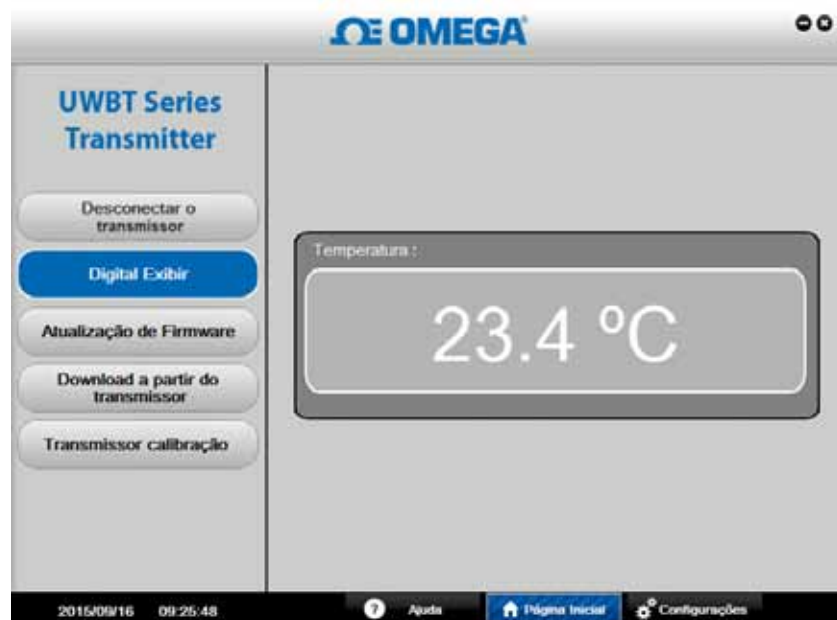 OMEGA
UWBT Series
Transmitter
Desconectar o
transmissor
Digital Exibir
Atualização de Firmware
Download a partir do
transmissor
Transmissor calibração
Temperatura :
23.4 ºC
2015/09/16 09:25:48
? Ajuda
Página Inicial
Configurações